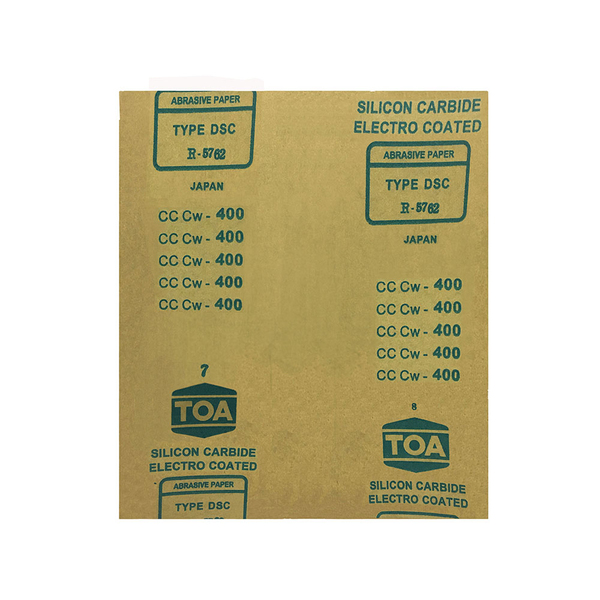 ABRASIVE PAPER
TYPE DSC
R-5762
JAPAN
CC Cw - 400
CC Cw - 400
CC Cw - 400
CC Cw - 400
CC Cw - 400
7
TOA
SILICON CARBIDE
ELECTRO COATED
ABRASIVE PAPER
TYPE DSC
SILICON CARBIDE
ELECTRO COATED
ABRASIVE PAPER
TYPE DSC
R-5762
JAPAN
CC Cw - 400
CC Cw - 400
CC Cw - 400
CC Cw - 400
CC Cw - 400
8
TOA
SILICON CARBIDE
ELECTRO COATED